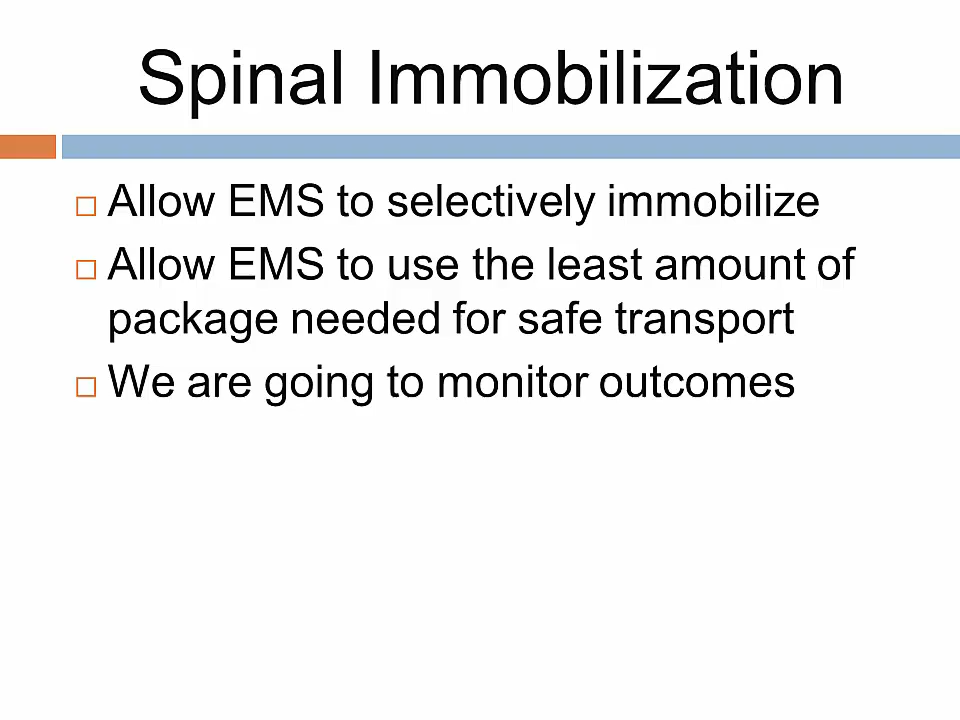 Spinal Immobilization
Allow EMS to selectively immobilize
Allow EMS to use the least amount of
package needed for safe transport
We are going to monitor outcomes